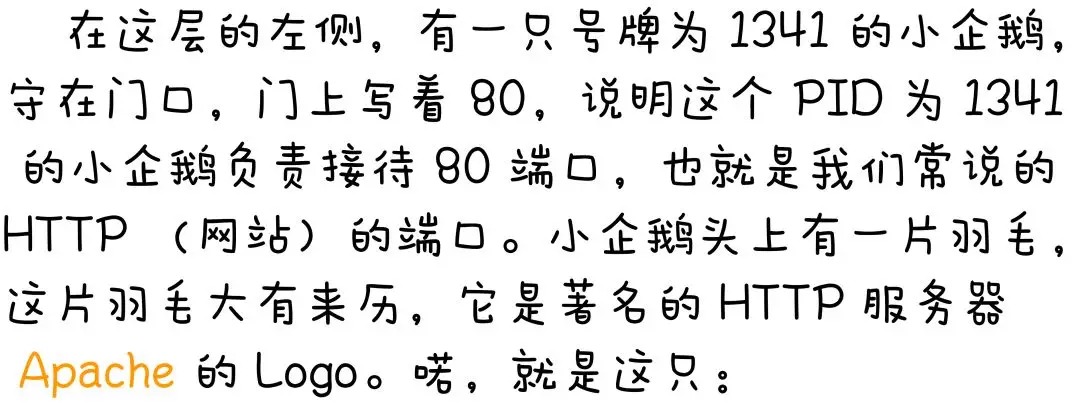 在这层的左侧，有一只号牌为 1341 的小企鹅，
守在门口，门上写着 80，说明这个 PID 为 1341
的小企鹅负责接待 80 端口，也就是我们常说的
HTTP （网站）的端口。小企鹅头上有一片羽毛，
这片羽毛大有来历，它是著名的 HTTP 服务器
Apache 的 Logo。喏，就是这只：